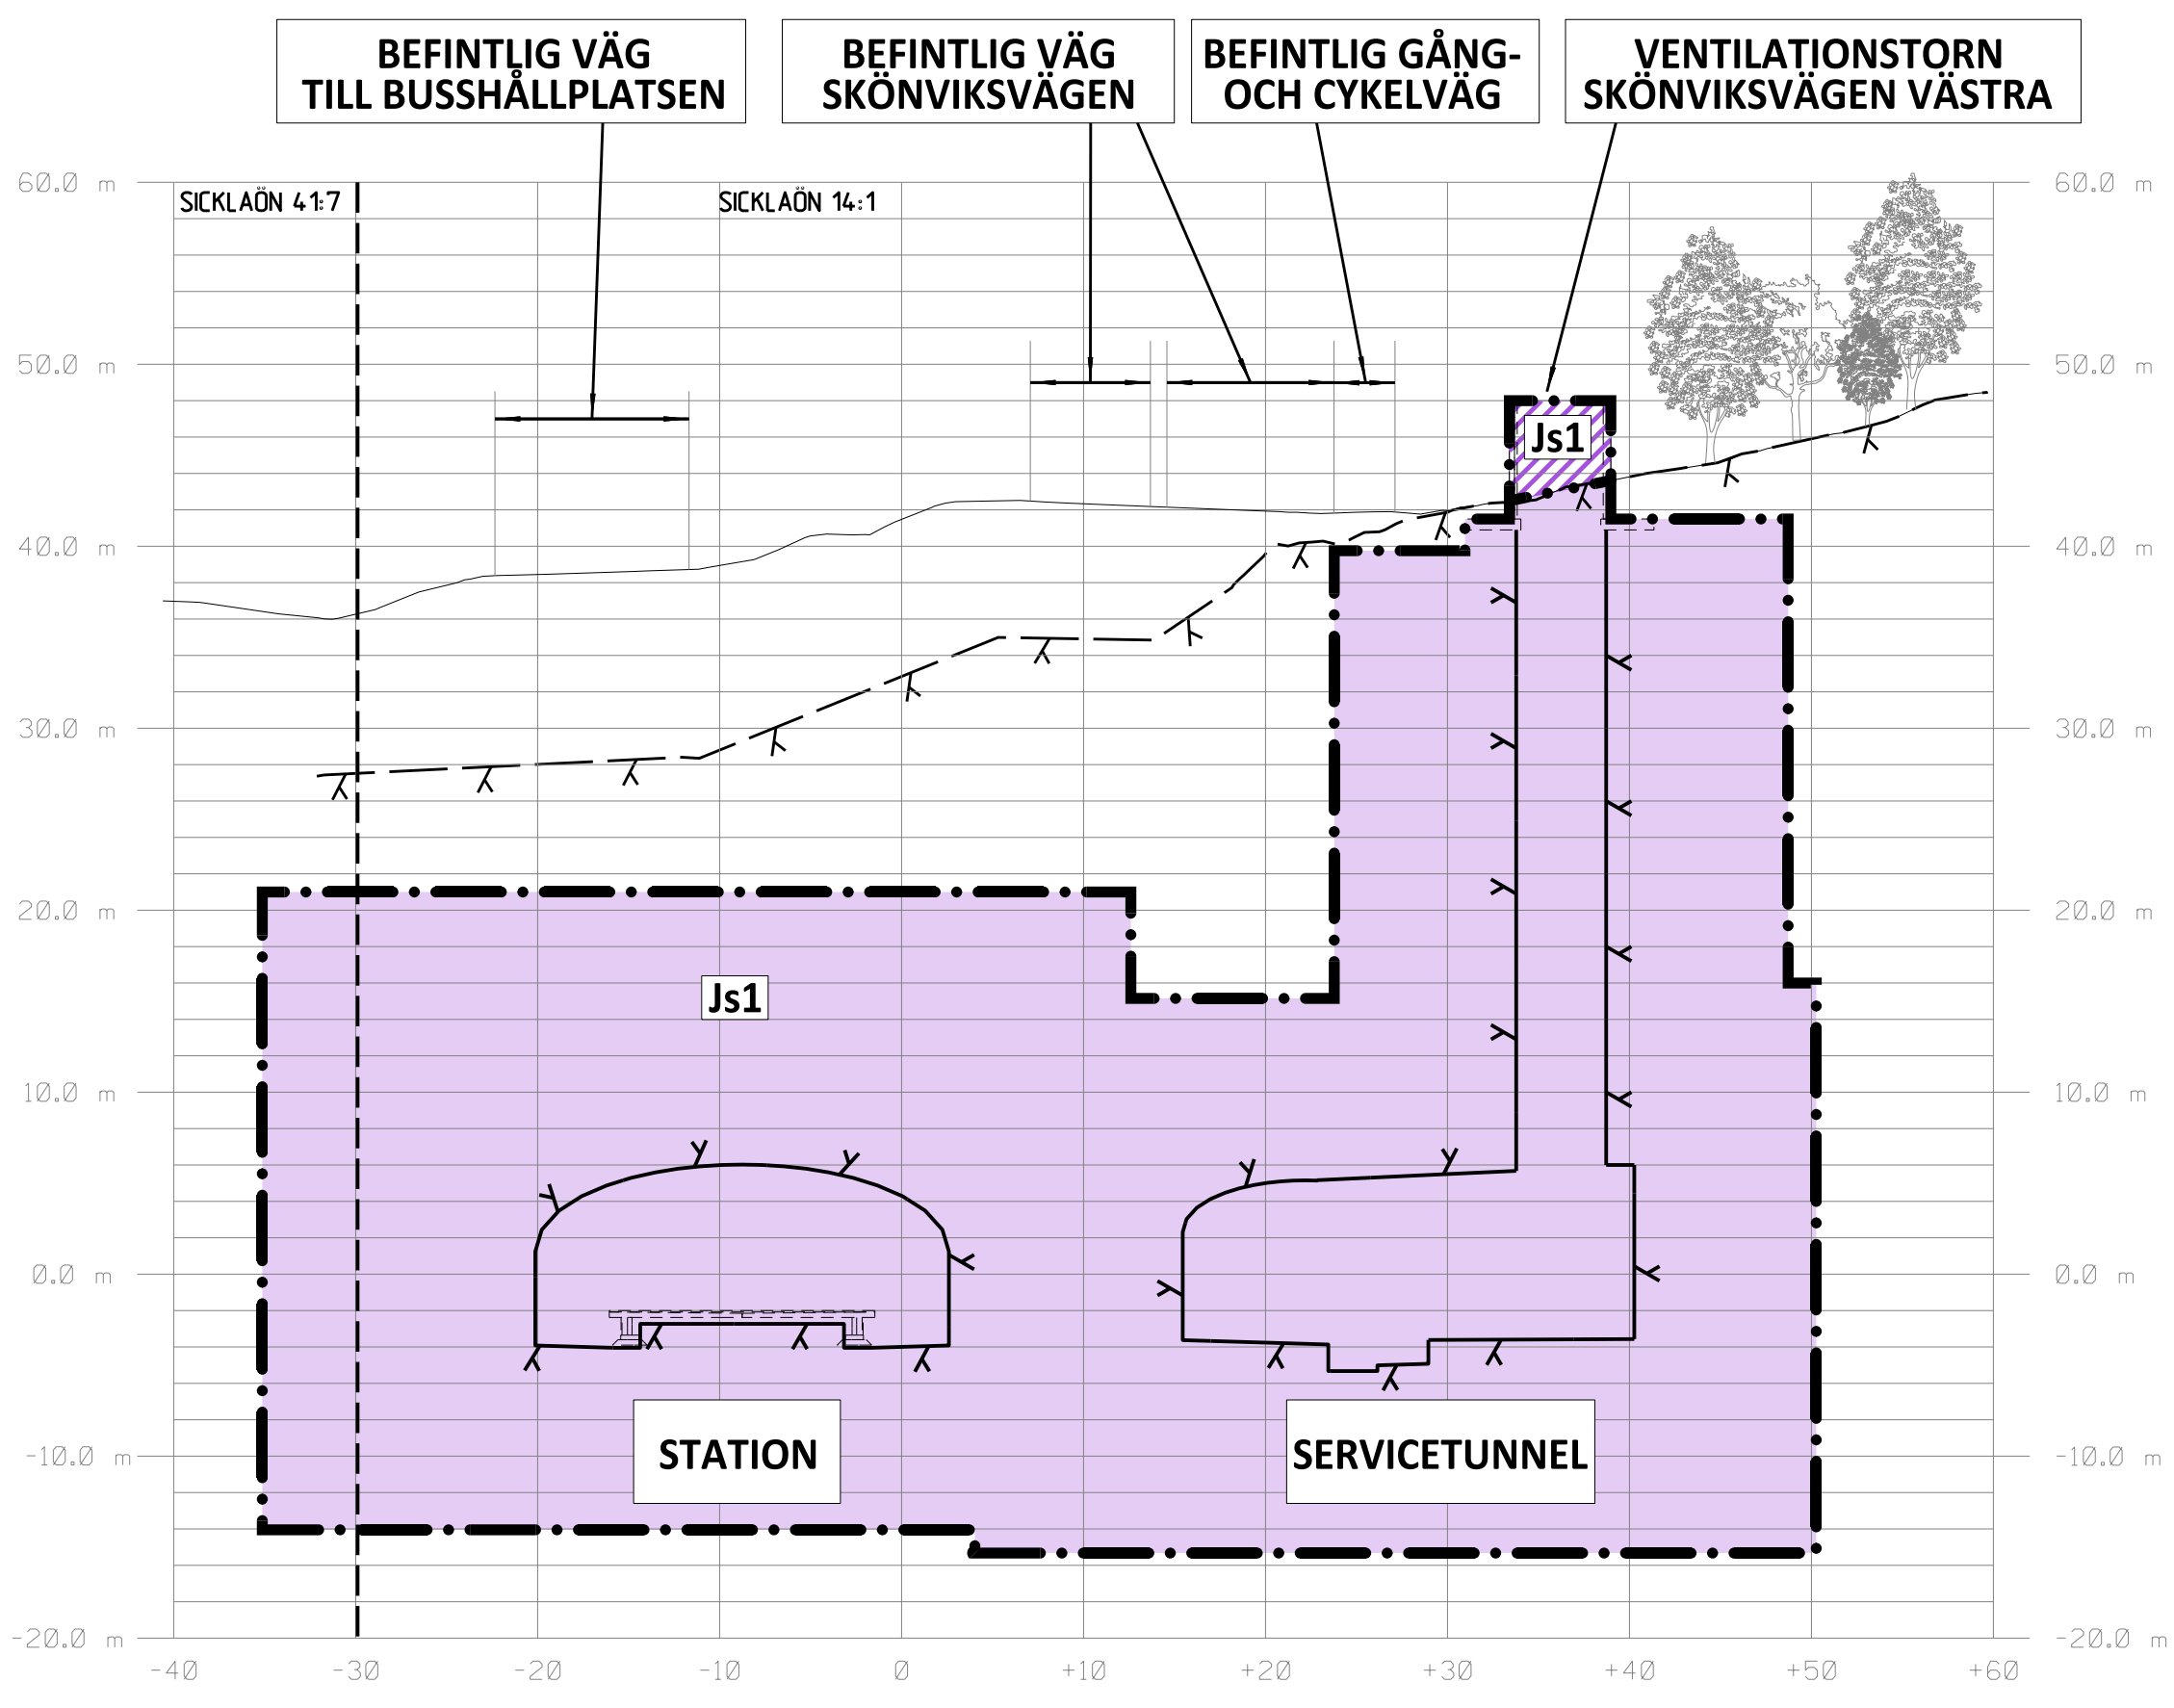 BEFINTLIG VÄG
TILL BUSSHÅLLPLATSEN
BEFINTLIG VÄG
SKÖNVIKSVÄGEN
BEFINTLIG GÅNG-
OCH CYKELVÄG
VENTILATIONSTORN
SKÖNVIKSVÄGEN VÄSTRA
60.0 m
SICKLAÖN 41:7
SICKLAÖN 14:1
60.0 m
50.0 m
50.0 m
Js1
40.0 m
40.0 m
30.0 m
30.0 m
20.0 m
20.0 m
Js1
10.0 m
10.0 m
0.0 m
0.0 m
STATION
SERVICETUNNEL
-10.0 m
-10.0 m
-20.0 m
-20.0 m
-40 -30 -20 -10 0 +10 +20 +30 +40 +50 +60